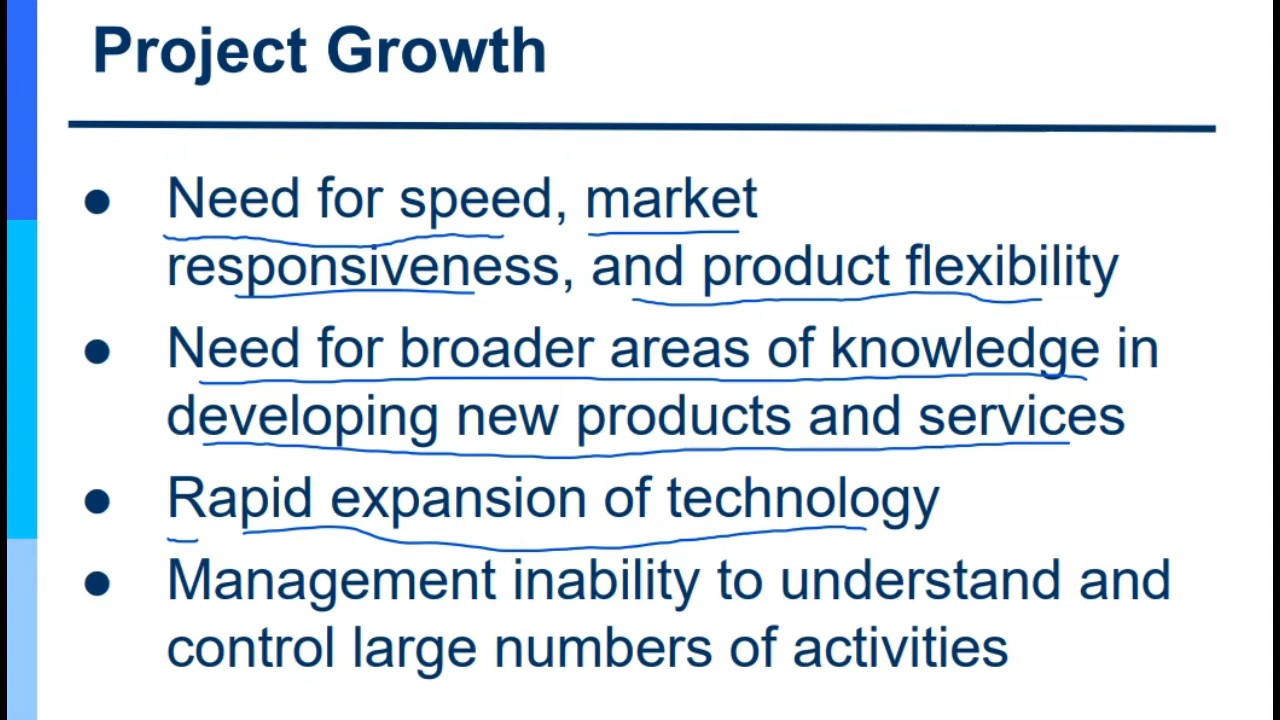 Project Growth
● Need for speed, market
responsiveness, and product flexibility
● Need for broader areas of knowledge in
developing new products and services
● Rapid expansion of technology
● Management inability to understand and
control large numbers of activities